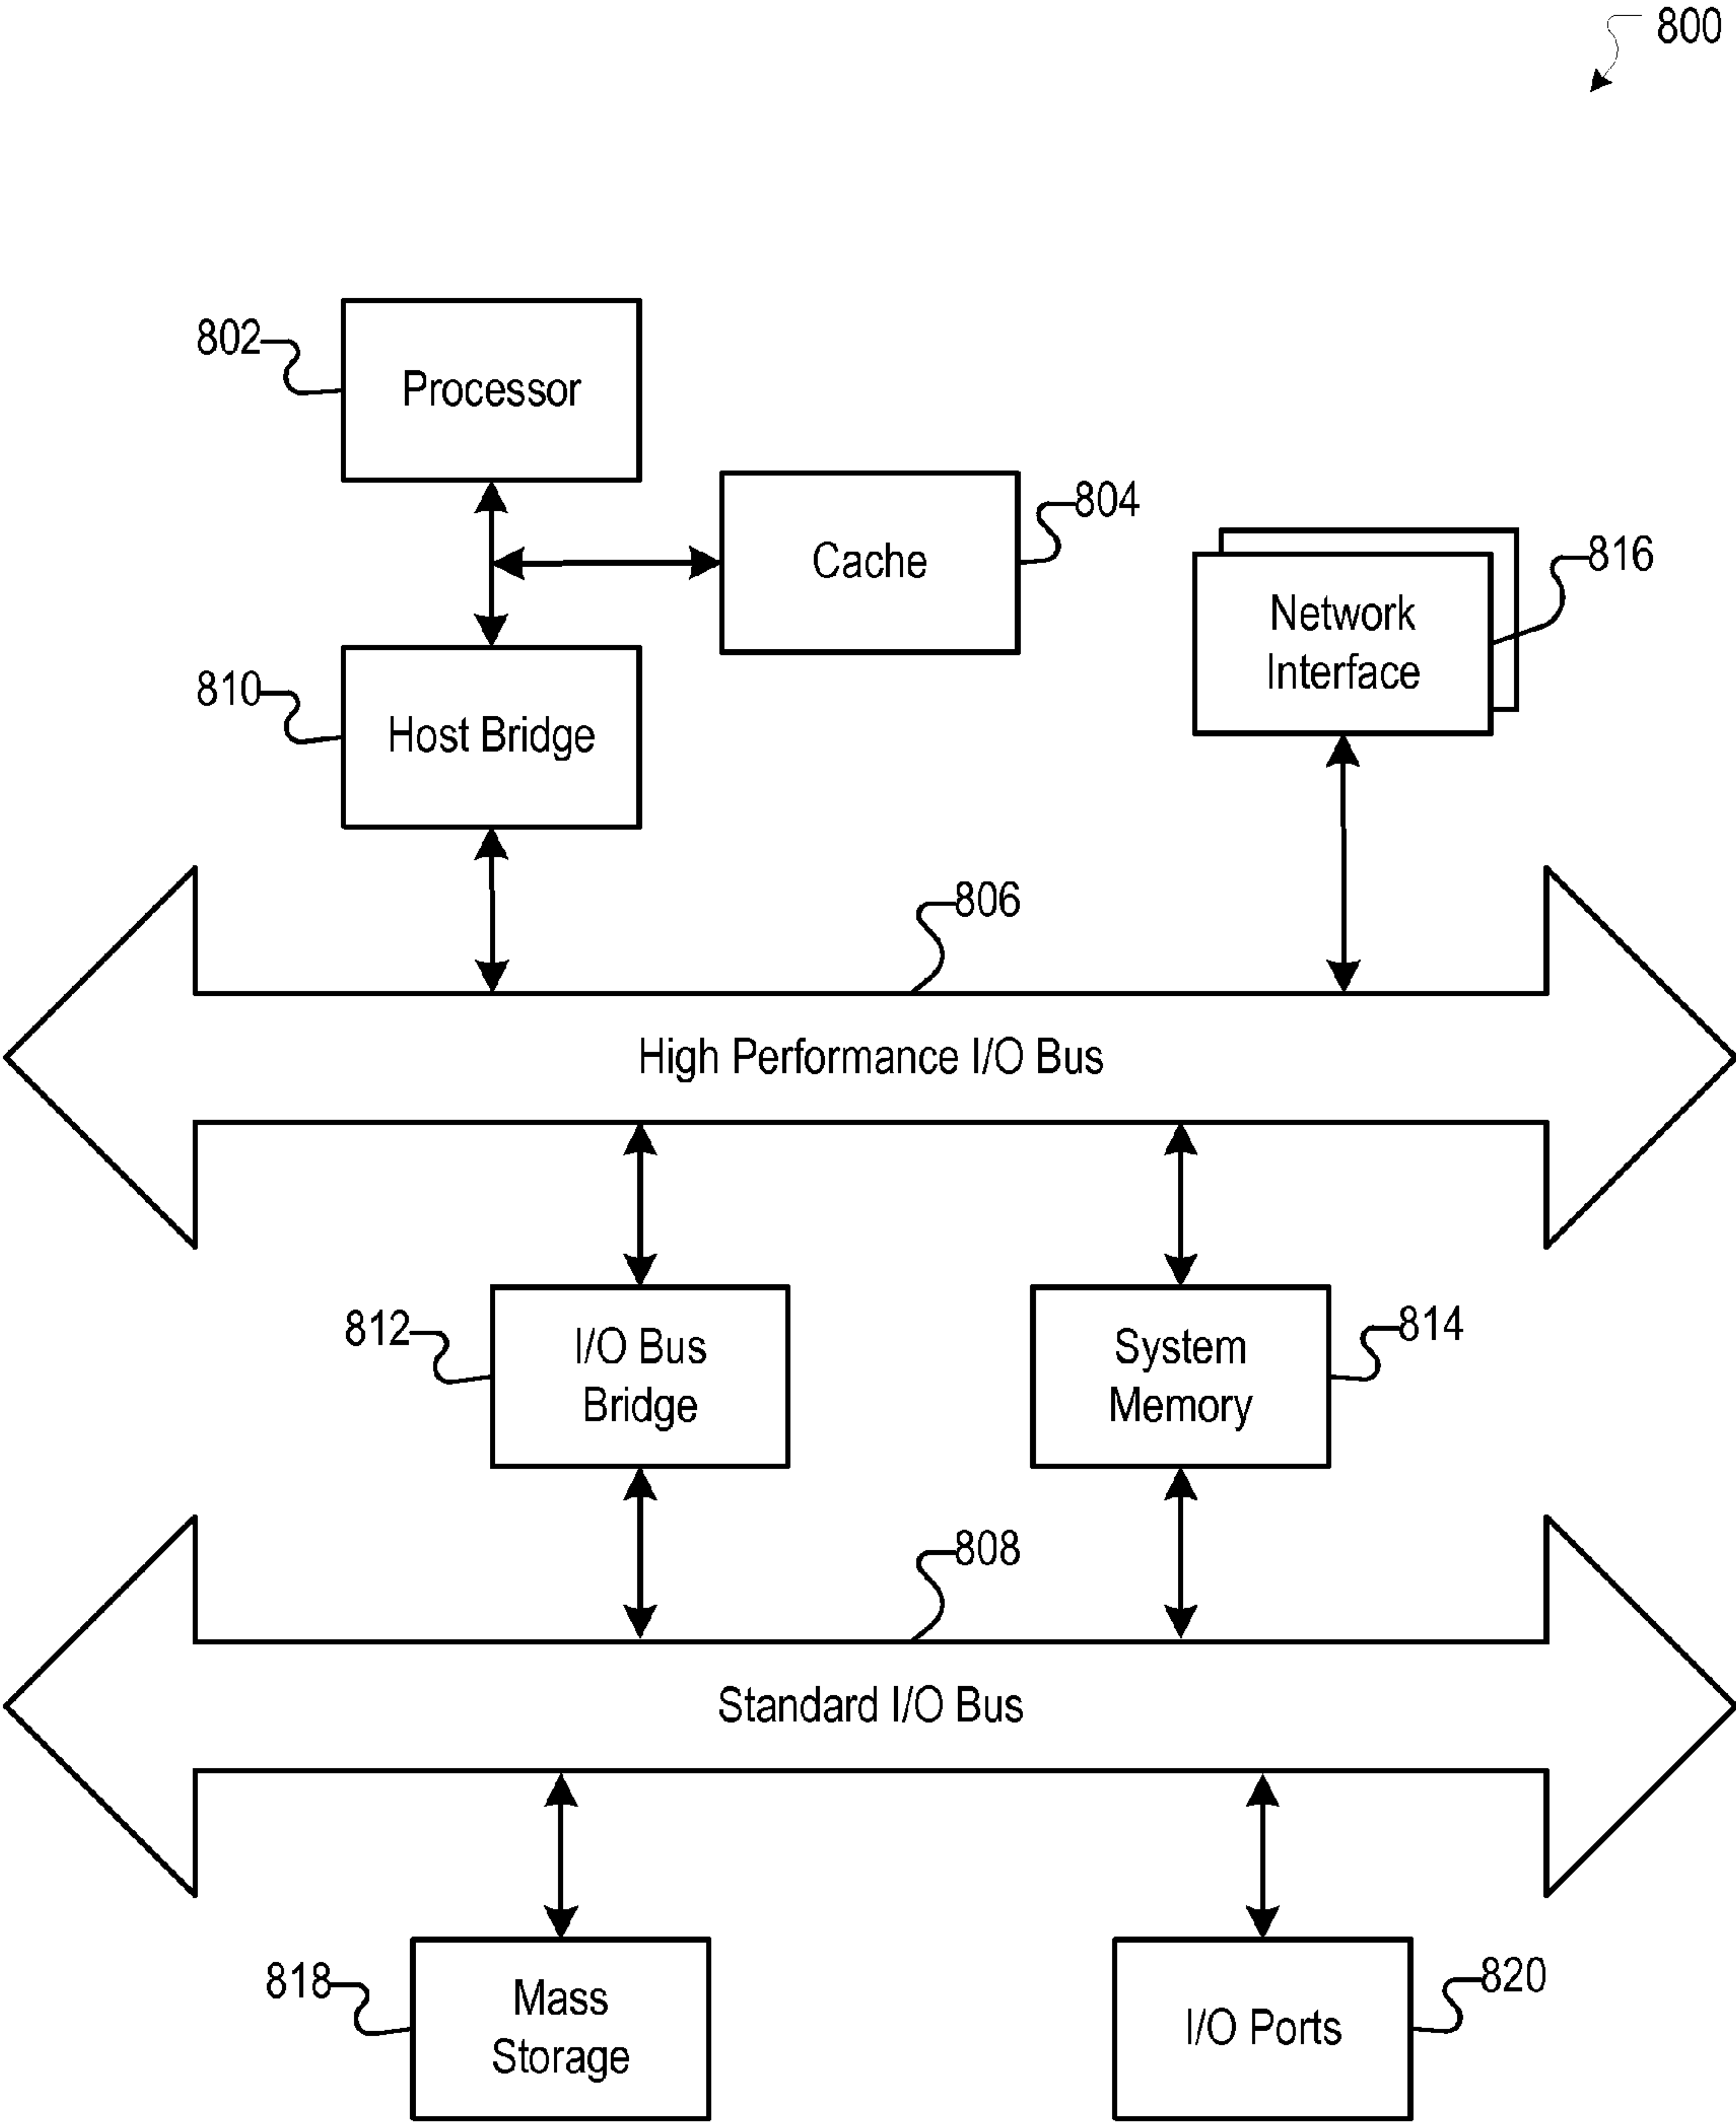 800
802
Processor
804
Cache
816
Network
Interface
810
Host Bridge
806
High Performance I/O Bus
812
I/O Bus
Bridge
814
System
Memory
808
Standard I/O Bus
818
Mass
Storage
820
I/O Ports